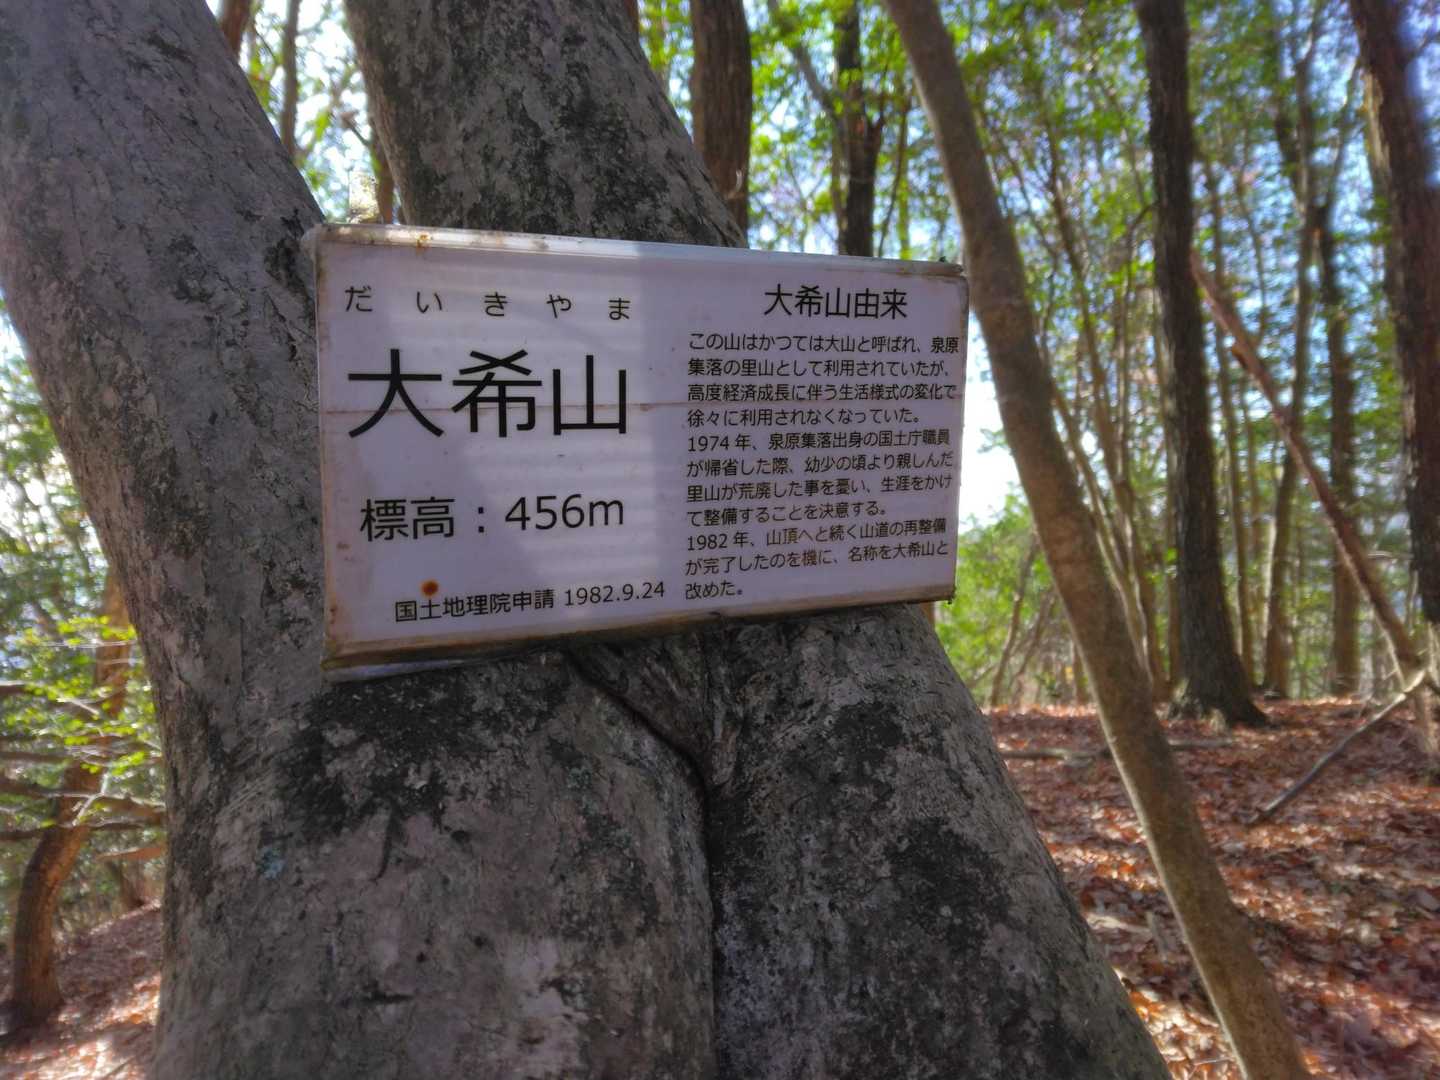 だいきやま
大希山
標高：456m
国土地理院申請 1982.9.24
大希山由来
この山はかつては大山と呼ばれ、泉原
集落の里山として利用されていたが、
高度経済成長に伴う生活様式の変化で
徐々に利用されなくなっていた。
1974 年、泉原集落出身の国土庁職員
が帰省した際、幼少の頃より親しんだ
里山が荒廃した事を憂い、生涯をかけ
て整備することを決意する。
1982 年、山頂へと続く山道の再整備
が完了したのを機に、名称を大希山と
改めた。